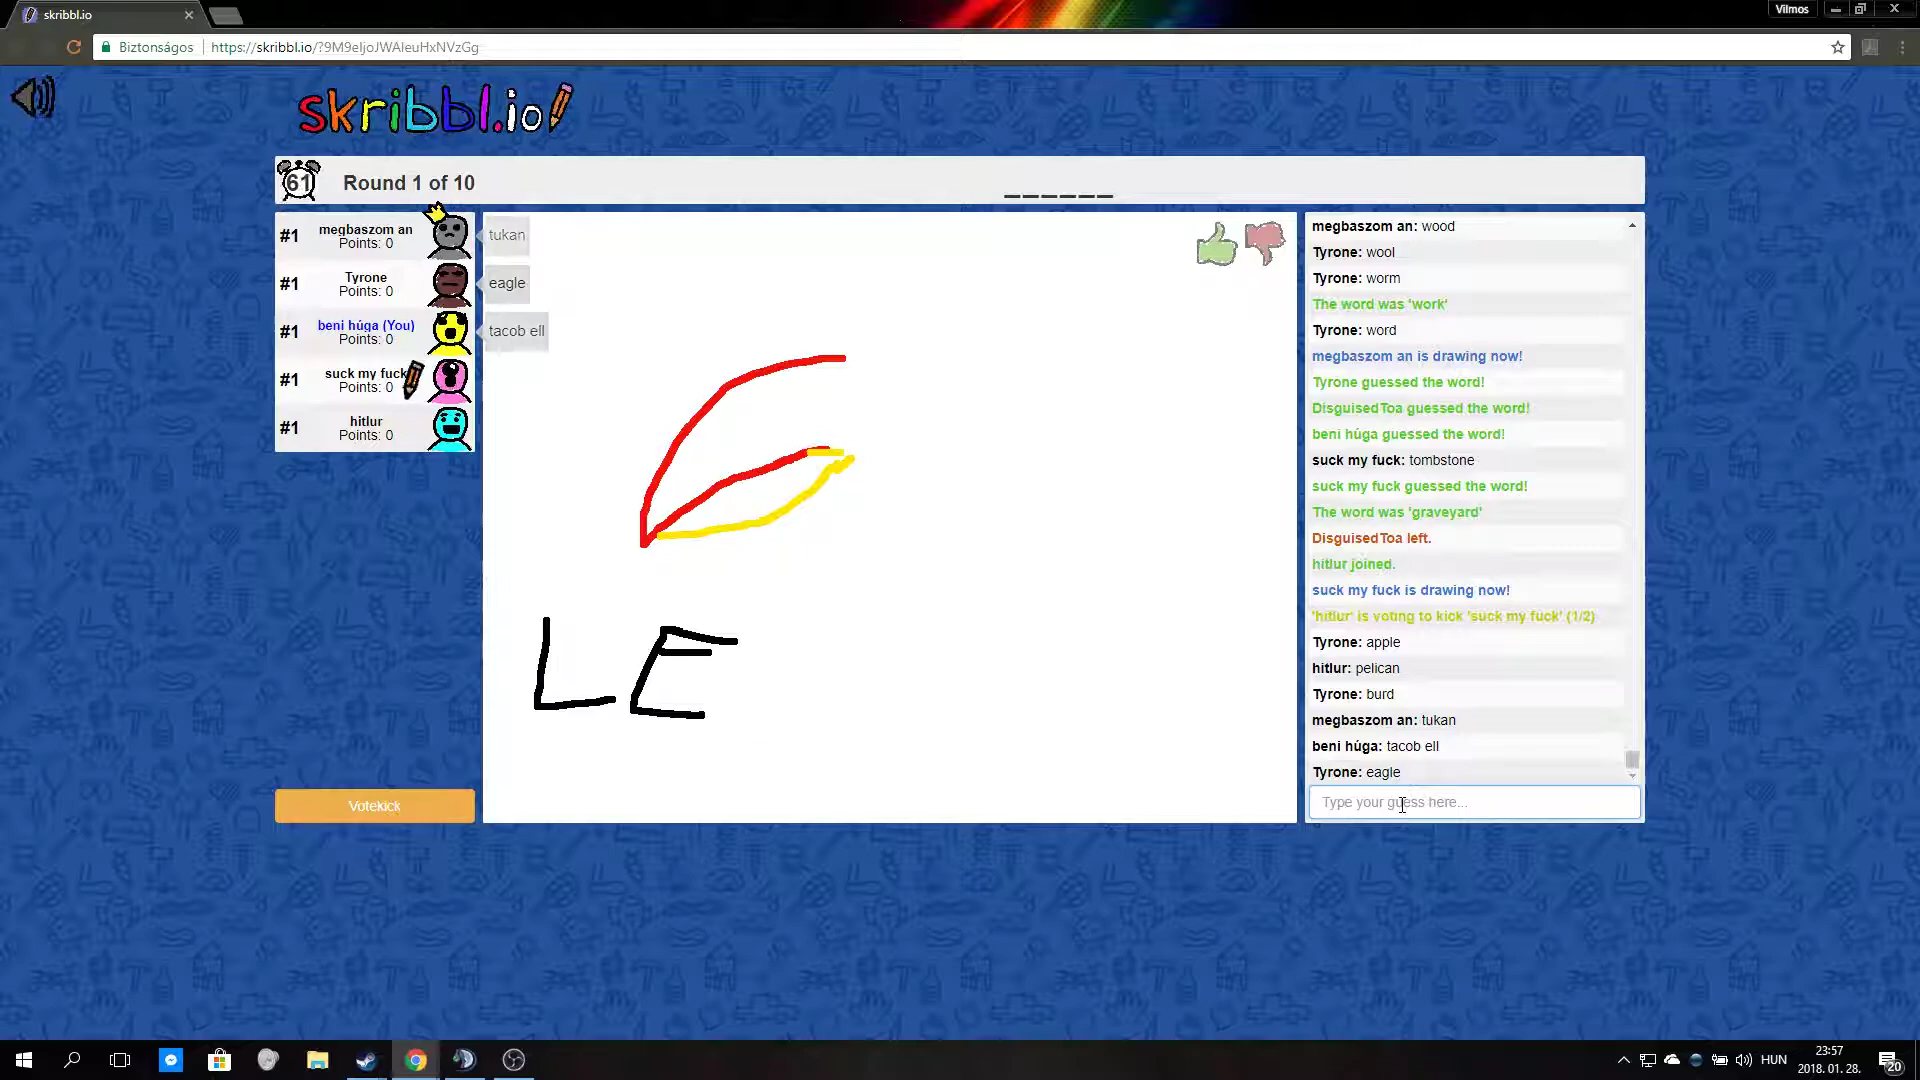 skribbl.io
Vilmos
Biztonságos
https://skribbl.io/?9M9eIjoJWAleuHxNVzGg
skribbl.io
61
Round 1 of 10
______
#1
megbaszom an
Points: 0
tukan
#1
Tyrone
Points: 0
eagle
#1
beni húga (You)
Points: 0
tacob ell
#1
suck my fuck
Points: 0
#1
hitlur
Points: 0
Votekick
LE
megbaszom an: wood
Tyrone: wool
Tyrone: worm
The word was 'work'
Tyrone: word
megbaszom an is drawing now!
Tyrone guessed the word!
DisguisedToa guessed the word!
beni húga guessed the word!
suck my fuck: tombstone
suck my fuck guessed the word!
The word was 'graveyard'
DisguisedToa left.
hitlur joined.
suck my fuck is drawing now!
'hitlur' is voting to kick 'suck my fuck' (1/2)
Tyrone: apple
hitlur: pelican
Tyrone: burd
megbaszom an: tukan
beni húga: tacob ell
Tyrone: eagle
Type your guess here...
HUN
23:57
2018. 01. 28.
20